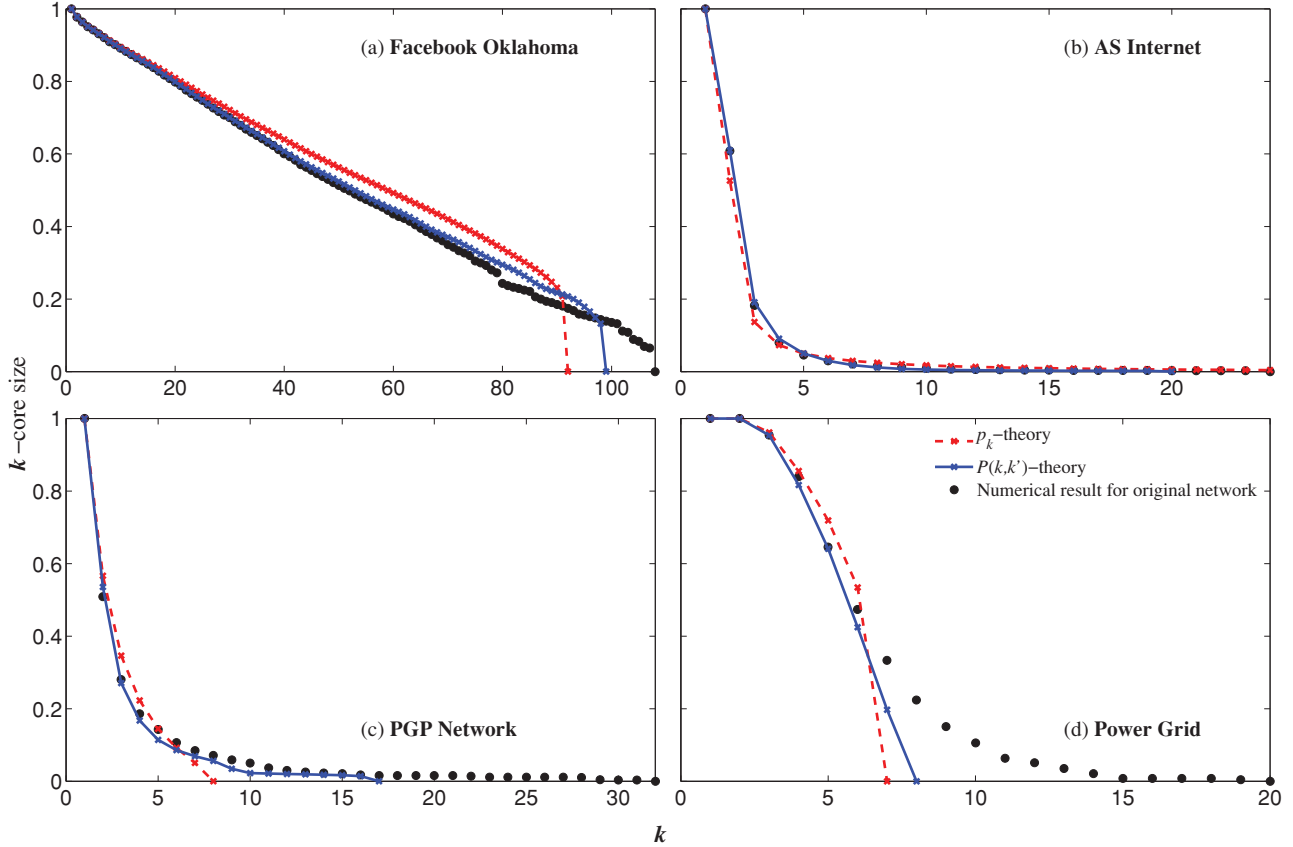 (a) Facebook Oklahoma
(b) AS Internet
1
0.8
0.6
0.4
0.2
0
0 20 40 60 80 100
0 5 10 15 20
k–core size
(c) PGP Network
(d) Power Grid
1
0.8
0.6
0.4
0.2
0
p_k–theory
P(k,k')–theory
Numerical result for original network
0 5 10 15 20 25 30
0 5 10 15 20
k